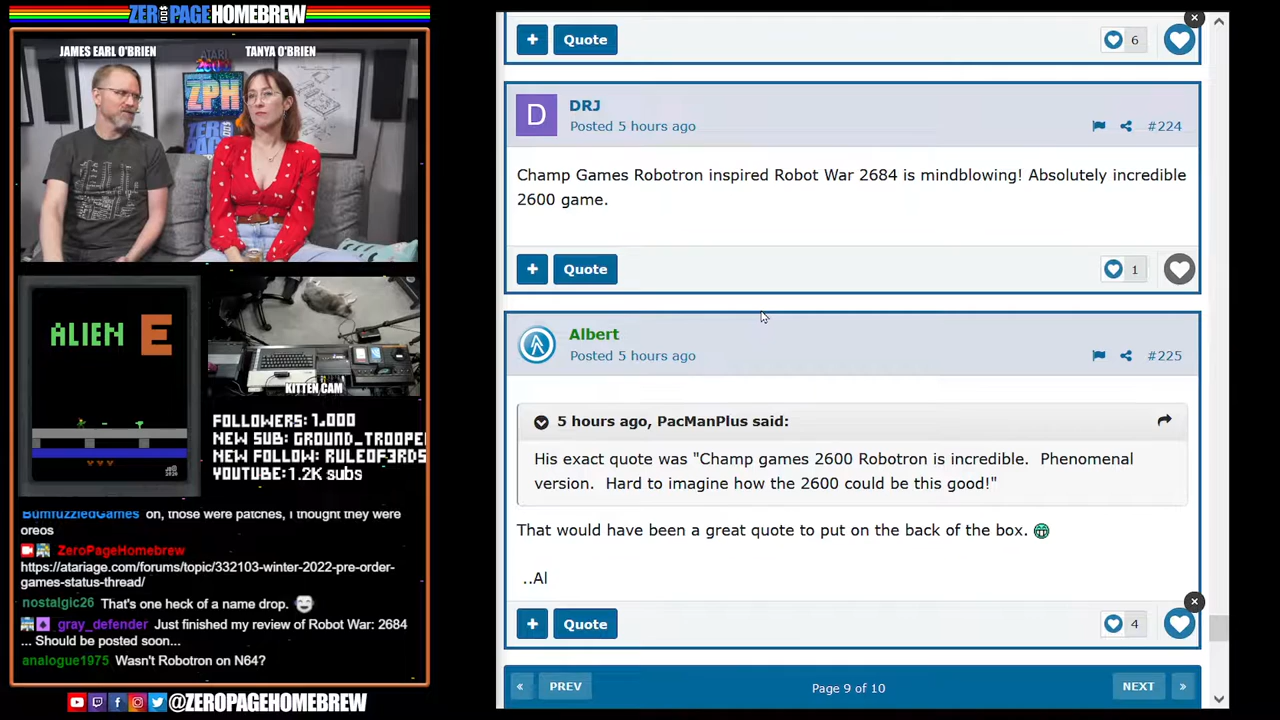 ZERO PAGE HOMEBREW
JAMES EARL O'BRIEN
TANYA O'BRIEN
ATARI
2600
ZPH
ZERO
PAGE
ALIEN E
KITTEN CAM
FOLLOWERS: 1,000
NEW SUB: GROUND_TROOPE
NEW FOLLOW: RULEOF3RDS
YOUTUBE: 1.2K subs
BumfuzzledGames oh, those were patches, I thought they were
oreos
ZeroPageHomebrew
https://atariage.com/forums/topic/332103-winter-2022-pre-order-
games-status-thread/
nostalgic26 That's one heck of a name drop.
gray_defender Just finished my review of Robot War: 2684
... Should be posted soon...
analogue1975 Wasn't Robotron on N64?
@ZEROPAGEHOMEBREW
+ Quote 6
D DRJ
Posted 5 hours ago #224
Champ Games Robotron inspired Robot War 2684 is mindblowing! Absolutely incredible
2600 game.
+ Quote 1
Albert
Posted 5 hours ago #225
5 hours ago, PacManPlus said:
His exact quote was "Champ games 2600 Robotron is incredible. Phenomenal
version. Hard to imagine how the 2600 could be this good!"
That would have been a great quote to put on the back of the box.
..Al
+ Quote 4
« PREV Page 9 of 10 NEXT »